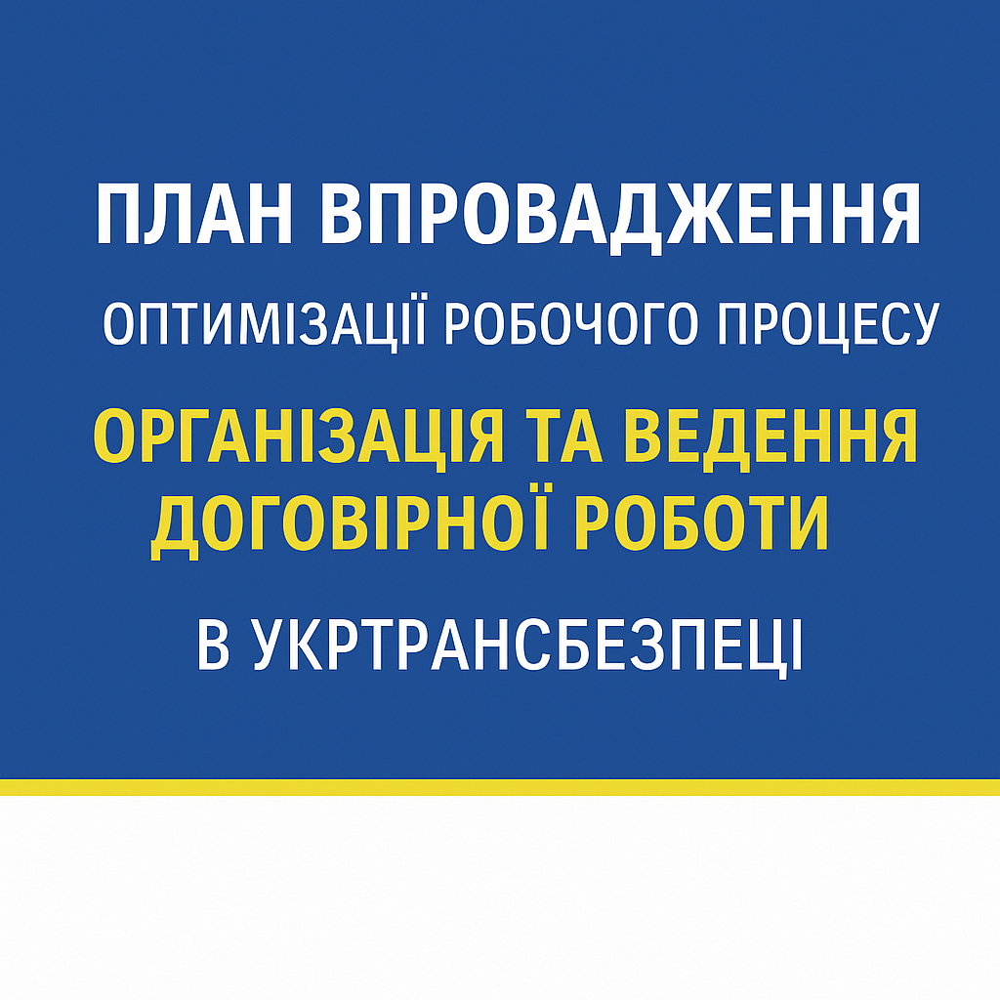 ПЛАН ВПРОВАДЖЕННЯ
ОПТИМІЗАЦІЇ РОБОЧОГО ПРОЦЕСУ
ОРГАНІЗАЦІЯ ТА ВЕДЕННЯ
ДОГОВІРНОЇ РОБОТИ
В УКРТРАНСБЕЗПЕЦІ